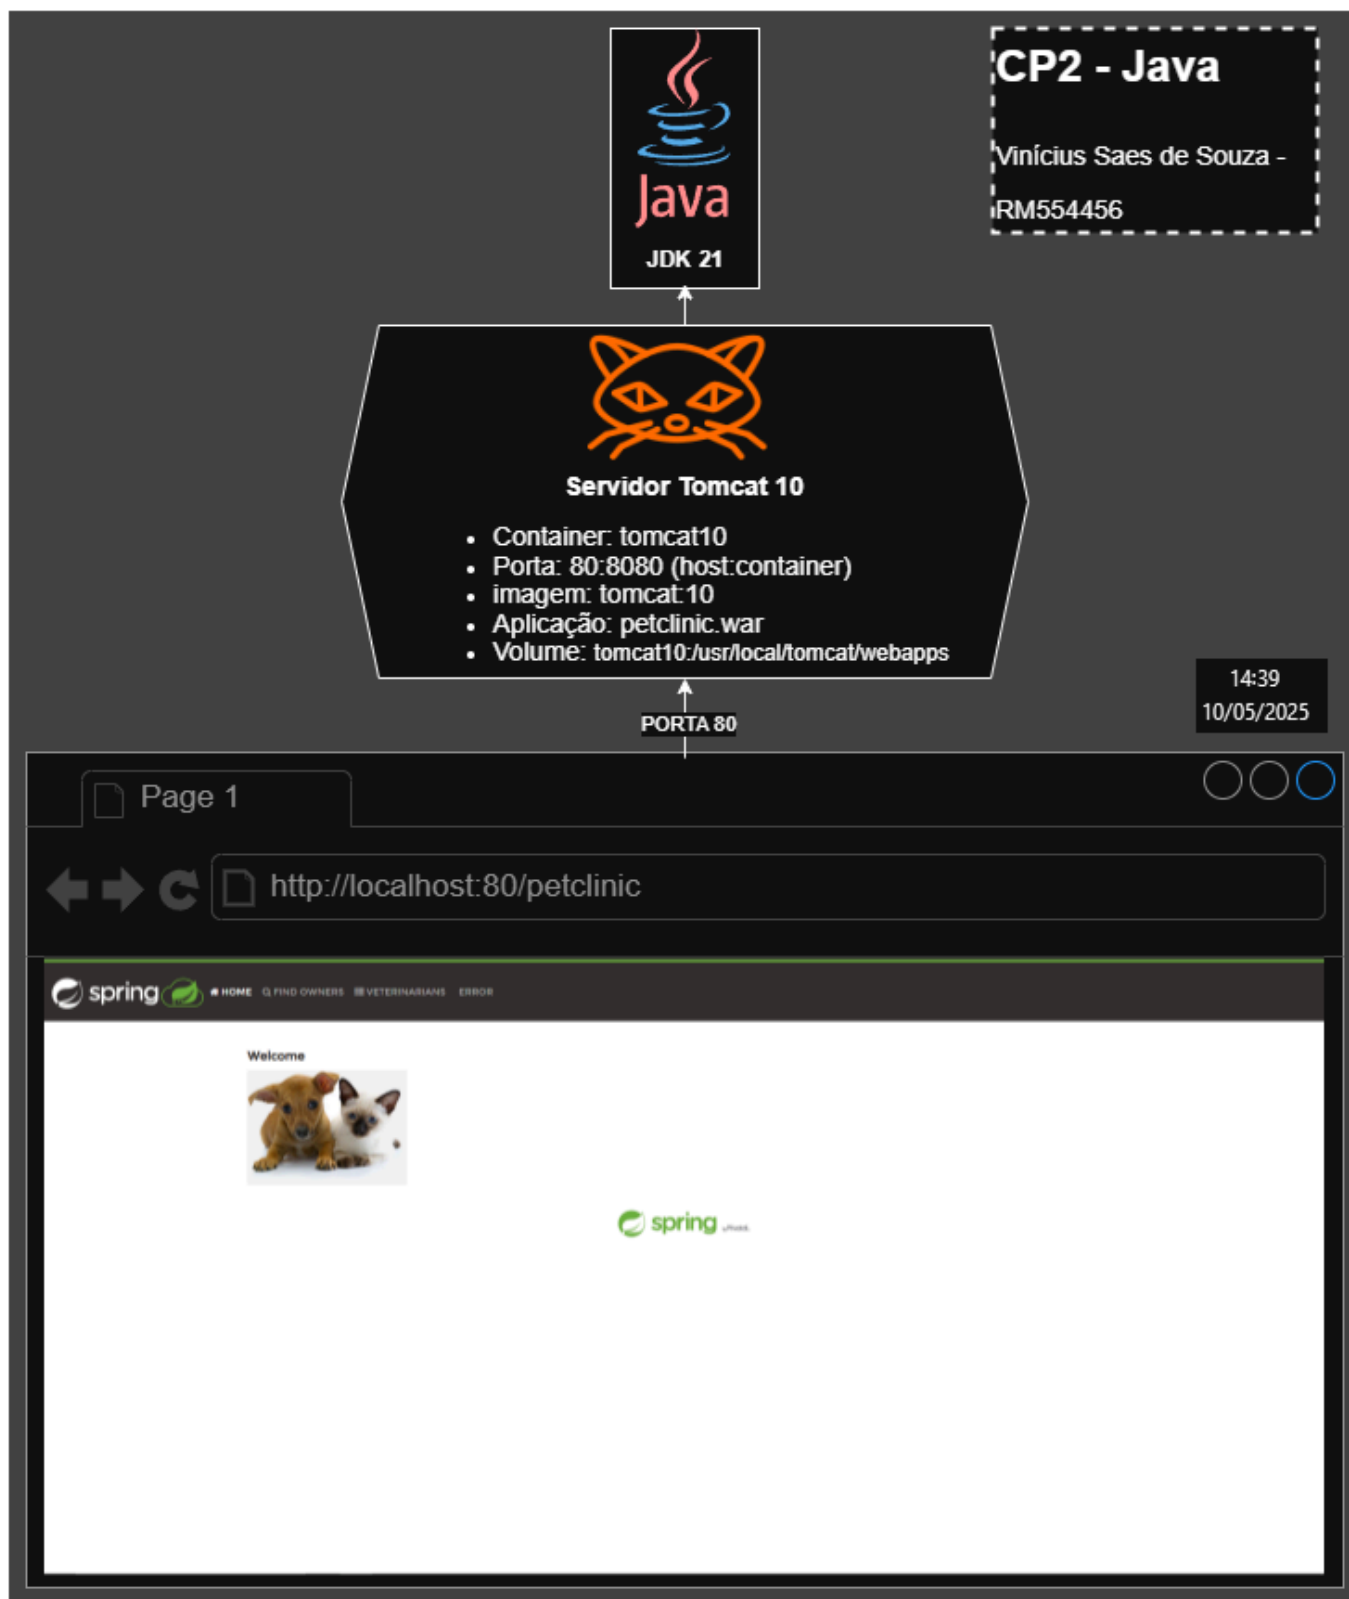 Java
JDK 21
CP2 - Java
Vinícius Saes de Souza -
RM554456
Servidor Tomcat 10
• Container: tomcat10
• Porta: 80:8080 (host:container)
• imagem: tomcat:10
• Aplicação: petclinic.war
• Volume: tomcat10:/usr/local/tomcat/webapps
14:39
10/05/2025
PORTA 80
Page 1
http://localhost:80/petclinic
spring HOME FIND OWNERS VETERINARIANS ERROR
Welcome
spring